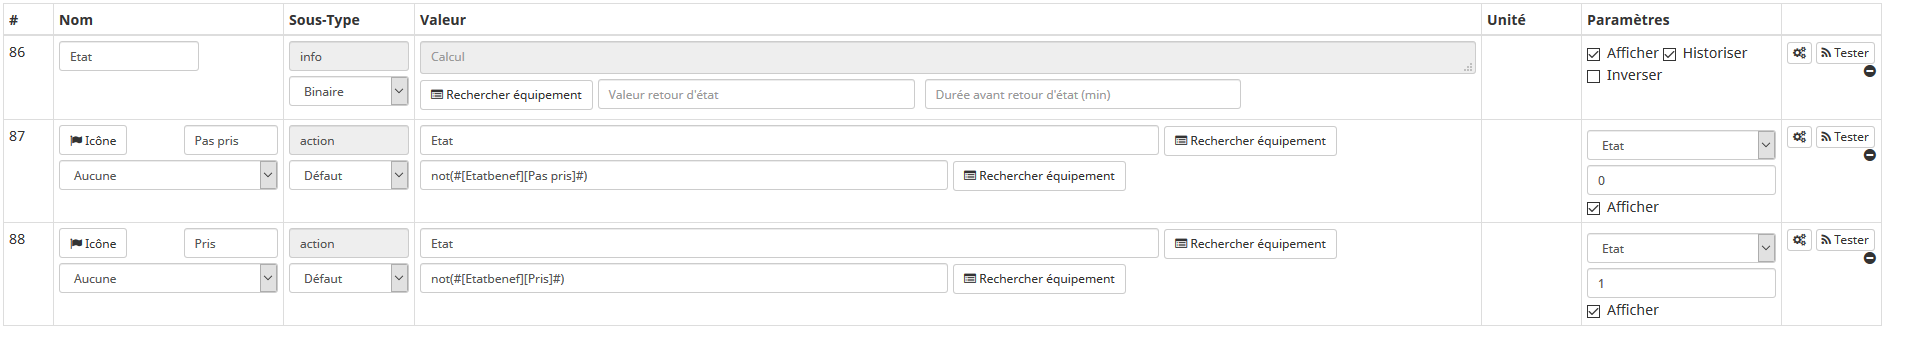 # Nom Sous-Type Valeur Unité Paramètres
86 Etat info Calcul Afficher Historiser Tester
Inverser
Binaire Rechercher équipement Valeur retour d'état Durée avant retour d'état (min)
87 Icône Pas pris action Etat Rechercher équipement Etat Tester
Aucune Défaut not(#[Etatbenef][Pas pris]#) Rechercher équipement 0
Afficher
88 Icône Pris action Etat Rechercher équipement Etat Tester
Aucune Défaut not(#[Etatbenef][Pris]#) Rechercher équipement 1
Afficher